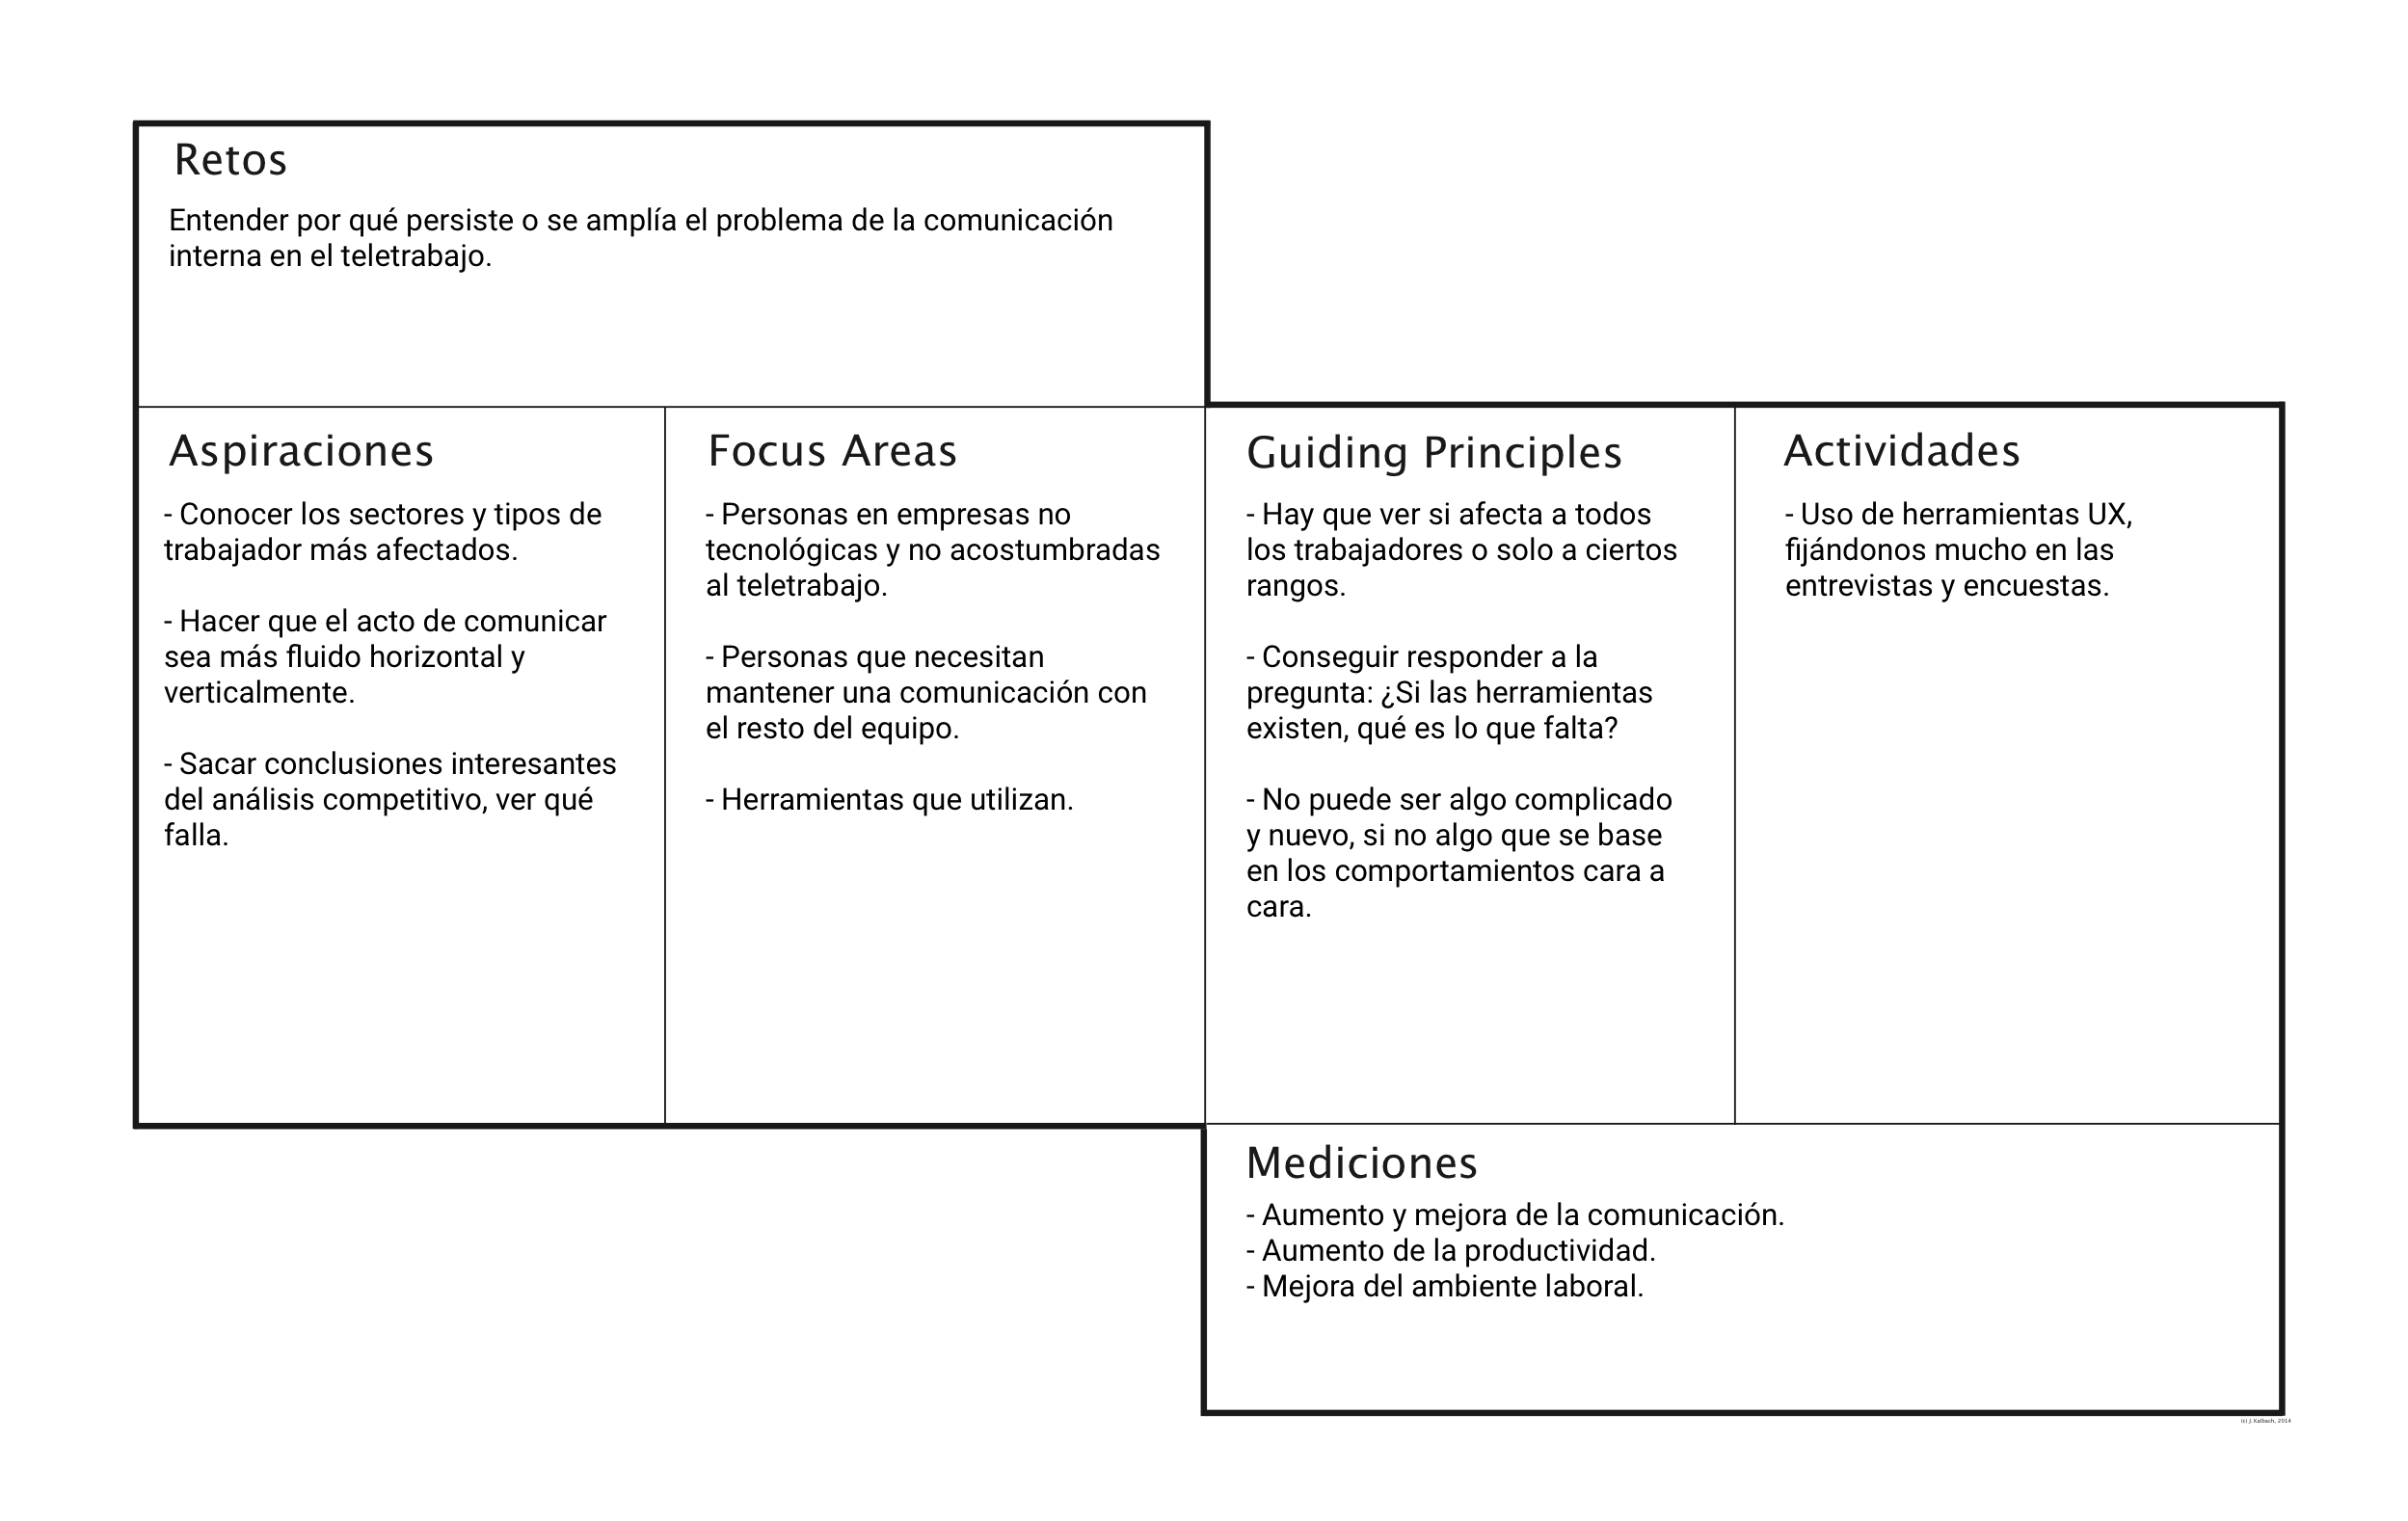 Retos
Entender por qué persiste o se amplía el problema de la comunicación
interna en el teletrabajo.
Aspiraciones
- Conocer los sectores y tipos de
trabajador más afectados.
- Hacer que el acto de comunicar
sea más fluido horizontal y
verticalmente.
- Sacar conclusiones interesantes
del análisis competitivo, ver qué
falla.
Focus Areas
- Personas en empresas no
tecnológicas y no acostumbradas
al teletrabajo.
- Personas que necesitan
mantener una comunicación con
el resto del equipo.
- Herramientas que utilizan.
Guiding Principles
- Hay que ver si afecta a todos
los trabajadores o solo a ciertos
rangos.
- Conseguir responder a la
pregunta: ¿Si las herramientas
existen, qué es lo que falta?
- No puede ser algo complicado
y nuevo, si no algo que se base
en los comportamientos cara a
cara.
Actividades
- Uso de herramientas UX,
fijándonos mucho en las
entrevistas y encuestas.
Mediciones
- Aumento y mejora de la comunicación.
- Aumento de la productividad.
- Mejora del ambiente laboral.
(c) J. Kalbach, 2014